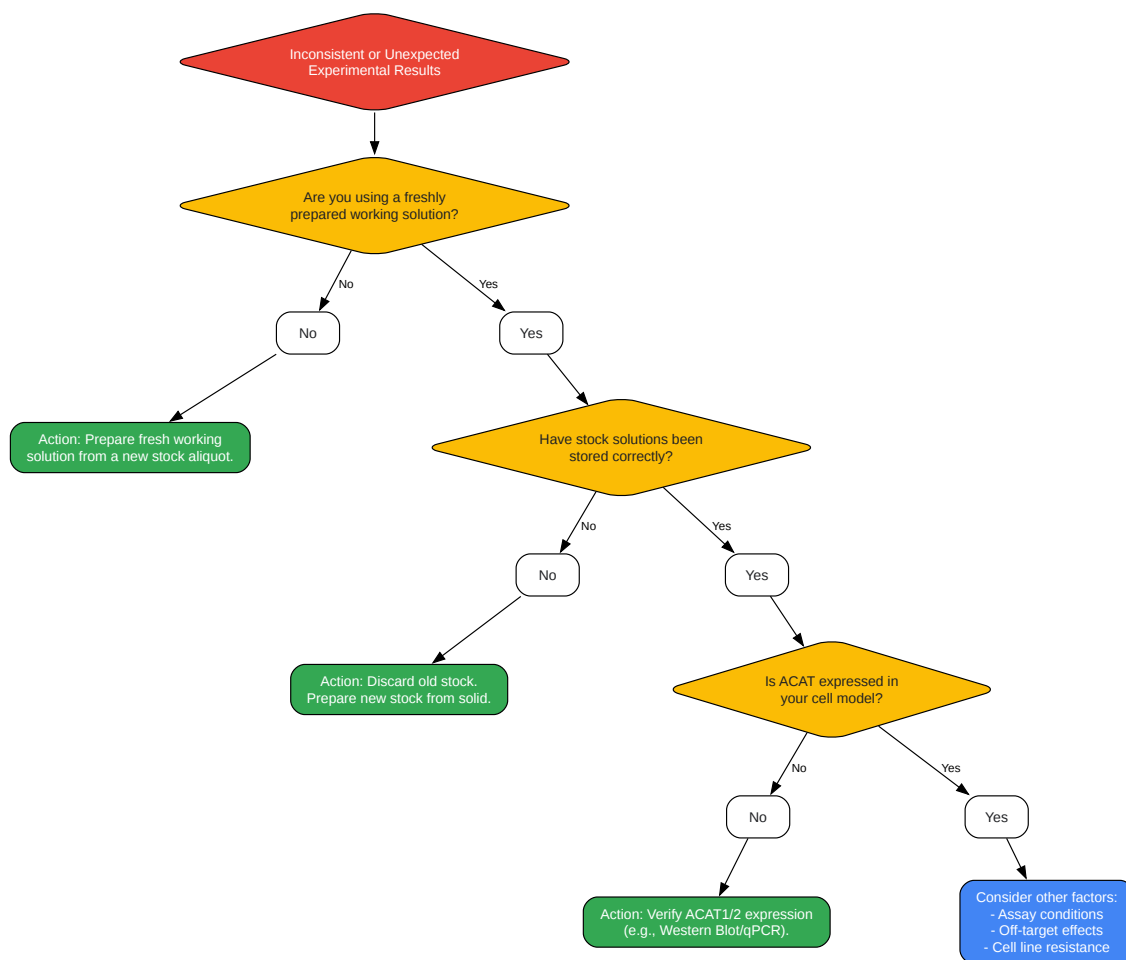 Inconsistent or Unexpected
Experimental Results
Are you using a freshly
prepared working solution?
No
Yes
No
Yes
Action: Prepare fresh working
solution from a new stock aliquot.
Have stock solutions been
stored correctly?
No
Yes
No
Yes
Action: Discard old stock.
Prepare new stock from solid.
Is ACAT expressed in
your cell model?
No
Yes
No
Yes
Action: Verify ACAT1/2 expression
(e.g., Western Blot/qPCR).
Consider other factors:
- Assay conditions
- Off-target effects
- Cell line resistance